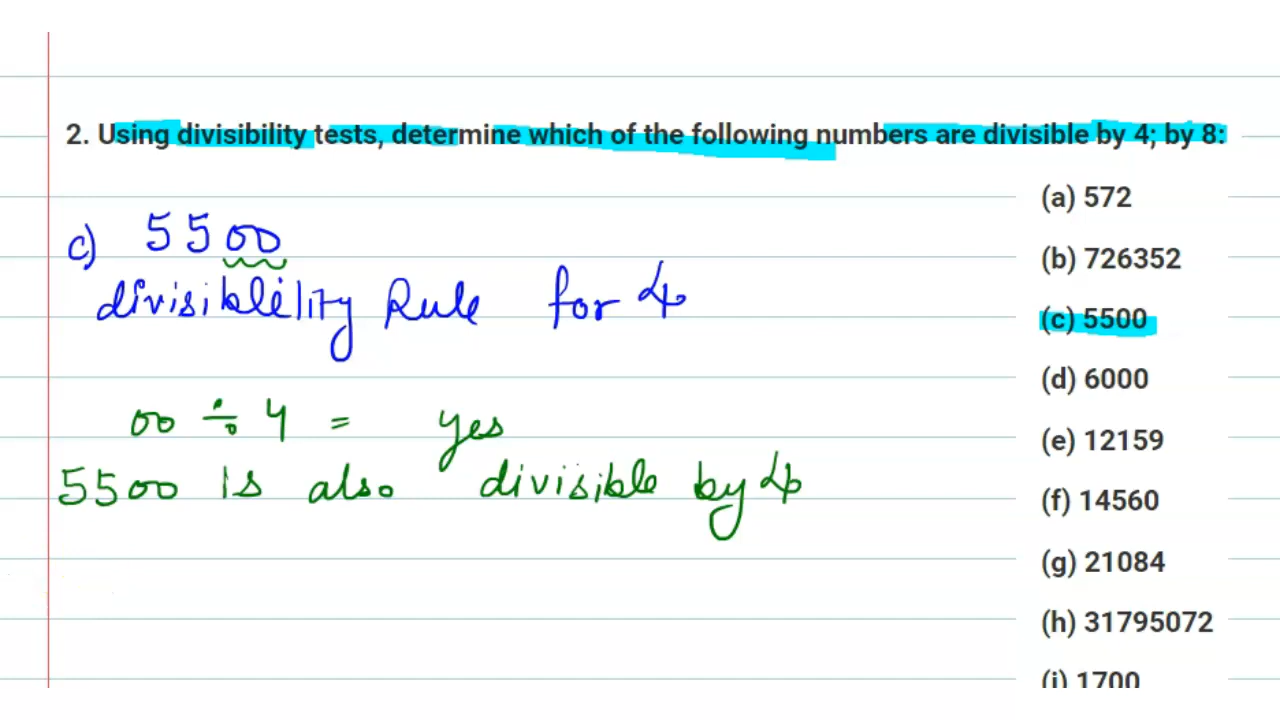 2. Using divisibility tests, determine which of the following numbers are divisible by 4; by 8:
(a) 572
(b) 726352
(c) 5500
(d) 6000
(e) 12159
(f) 14560
(g) 21084
(h) 31795072
(i) 1700
c) 5500
divisiblelity Rule for 4
00 ÷ 4 = yes
5500 is also divisible by 4